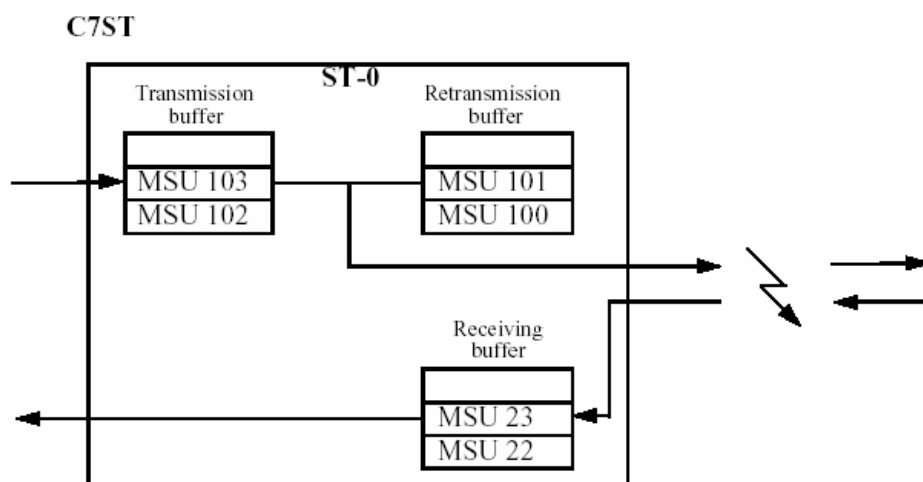 C7ST
ST-0
Transmission
buffer
Retransmission
buffer
MSU 103
MSU 102
MSU 101
MSU 100
Receiving
buffer
MSU 23
MSU 22